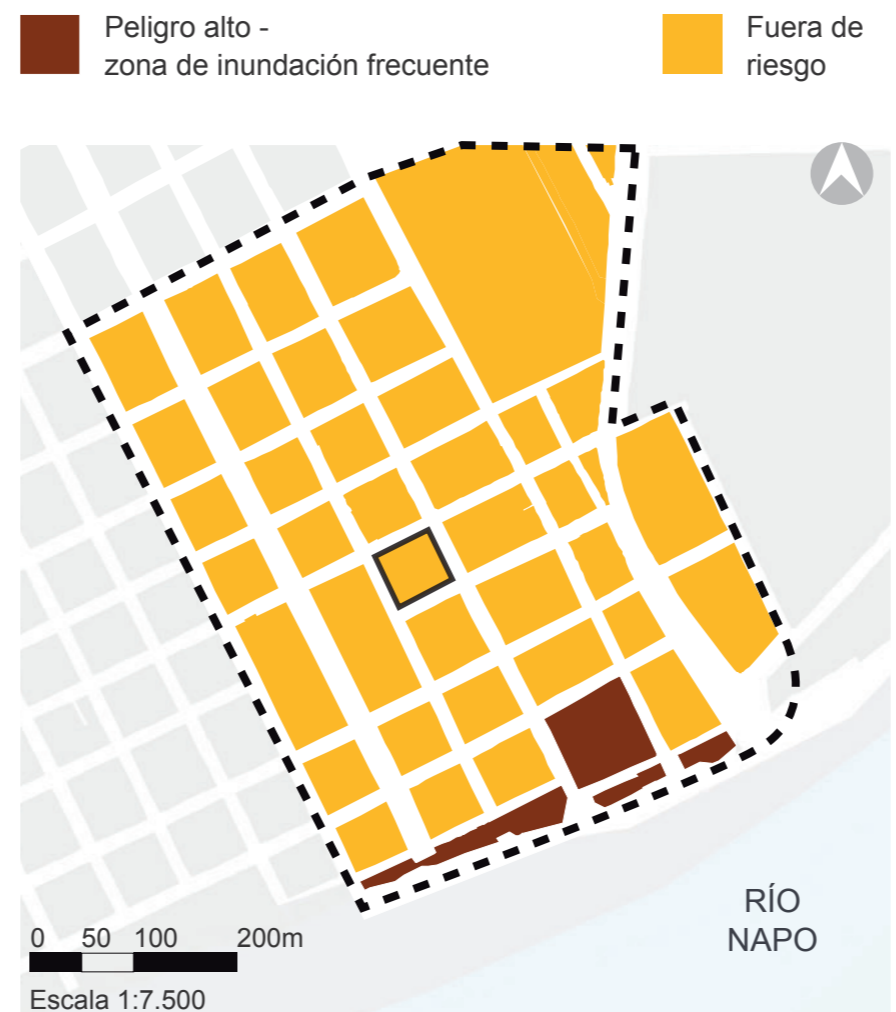 Peligro alto -
zona de inundación frecuente
Fuera de
riesgo
RÍO
NAPO
0 50 100 200m
Escala 1:7.500